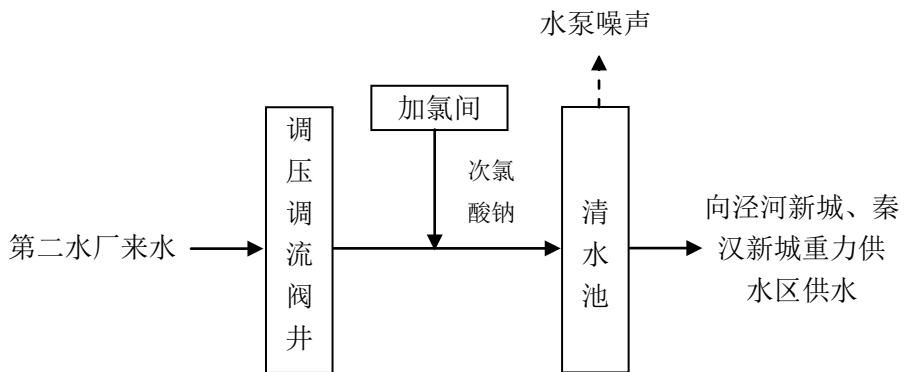 水泵噪声
加氯间
调压调流阀井
次氯
酸钠
清水池
第二水厂来水
向泾河新城、秦
汉新城重力供
水区供水